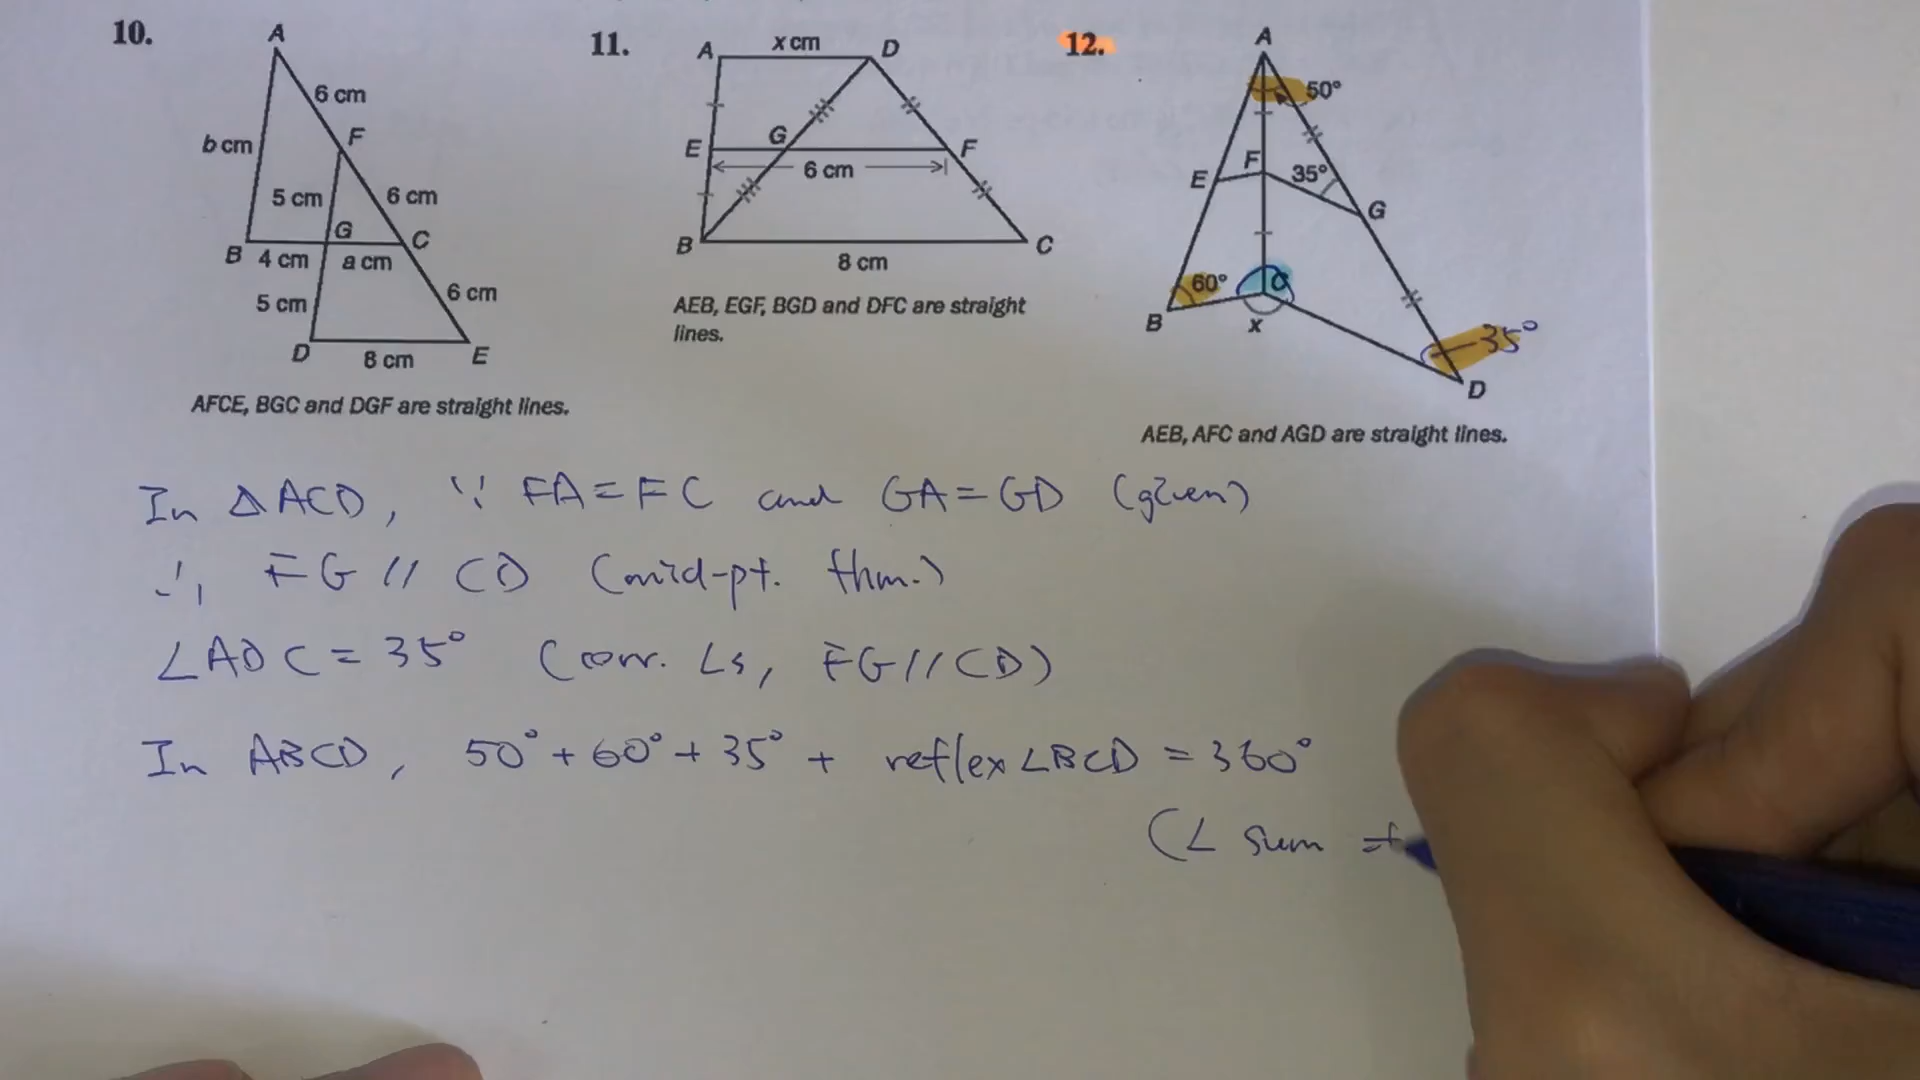 10.
A
6 cm
b cm
F
5 cm
6 cm
G
C
B
4 cm
a cm
5 cm
6 cm
D
8 cm
E
AFCE, BGC and DGF are straight lines.
11.
A
x cm
D
E
G
F
6 cm
B
C
8 cm
AEB, EGF, BGD and DFC are straight
lines.
12.
A
50°
F
E
35°
G
60°
C
B
x
35°
D
AEB, AFC and AGD are straight lines.
In △ACD, ∵ FA = FC and GA = GD (given)
∴ FG // CD (mid-pt. thm.)
∠ADC = 35° (corr. ∠s, FG // CD)
In ABCD, 50° + 60° + 35° + reflex∠BCD = 360°
(∠ sum